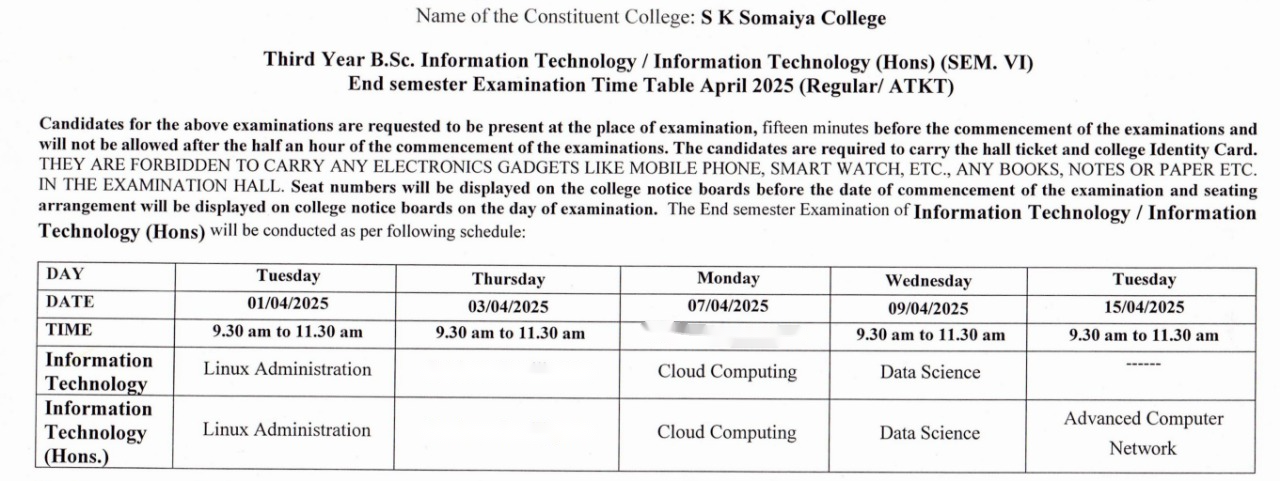 Name of the Constituent College: S K Somaiya College
Third Year B.Sc. Information Technology / Information Technology (Hons) (SEM. VI)
End semester Examination Time Table April 2025 (Regular/ ATKT)
Candidates for the above examinations are requested to be present at the place of examination, fifteen minutes before the commencement of the examinations and
will not be allowed after the half an hour of the commencement of the examinations. The candidates are required to carry the hall ticket and college Identity Card.
THEY ARE FORBIDDEN TO CARRY ANY ELECTRONICS GADGETS LIKE MOBILE PHONE, SMART WATCH, ETC., ANY BOOKS, NOTES OR PAPER ETC.
IN THE EXAMINATION HALL. Seat numbers will be displayed on the college notice boards before the date of commencement of the examination and seating
arrangement will be displayed on college notice boards on the day of examination. The End semester Examination of Information Technology / Information
Technology (Hons) will be conducted as per following schedule:
DAY Tuesday Thursday Monday Wednesday Tuesday
DATE 01/04/2025 03/04/2025 07/04/2025 09/04/2025 15/04/2025
TIME 9.30 am to 11.30 am 9.30 am to 11.30 am 9.30 am to 11.30 am 9.30 am to 11.30 am
Information
Technology Linux Administration Cloud Computing Data Science ------
Information
Technology
(Hons.) Linux Administration Cloud Computing Data Science Advanced Computer
Network